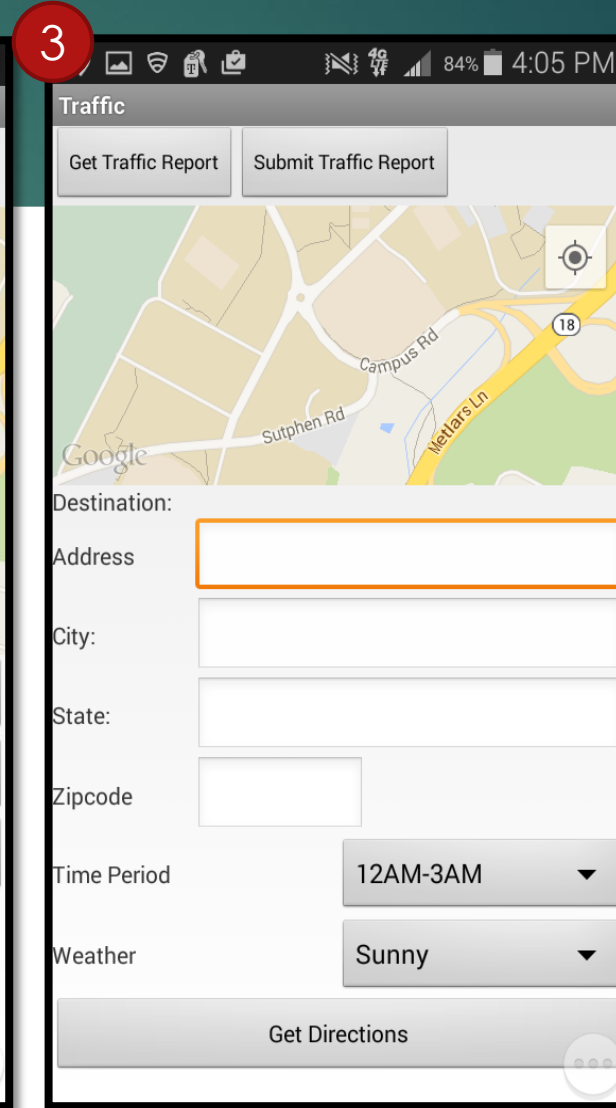 3
4G 84% 4:05 PM
Traffic
Get Traffic Report Submit Traffic Report
18
Campus Rd
Metlars Ln
Sutphen Rd
Google
Destination:
Address
City:
State:
Zipcode
Time Period 12AM-3AM
Weather Sunny
Get Directions